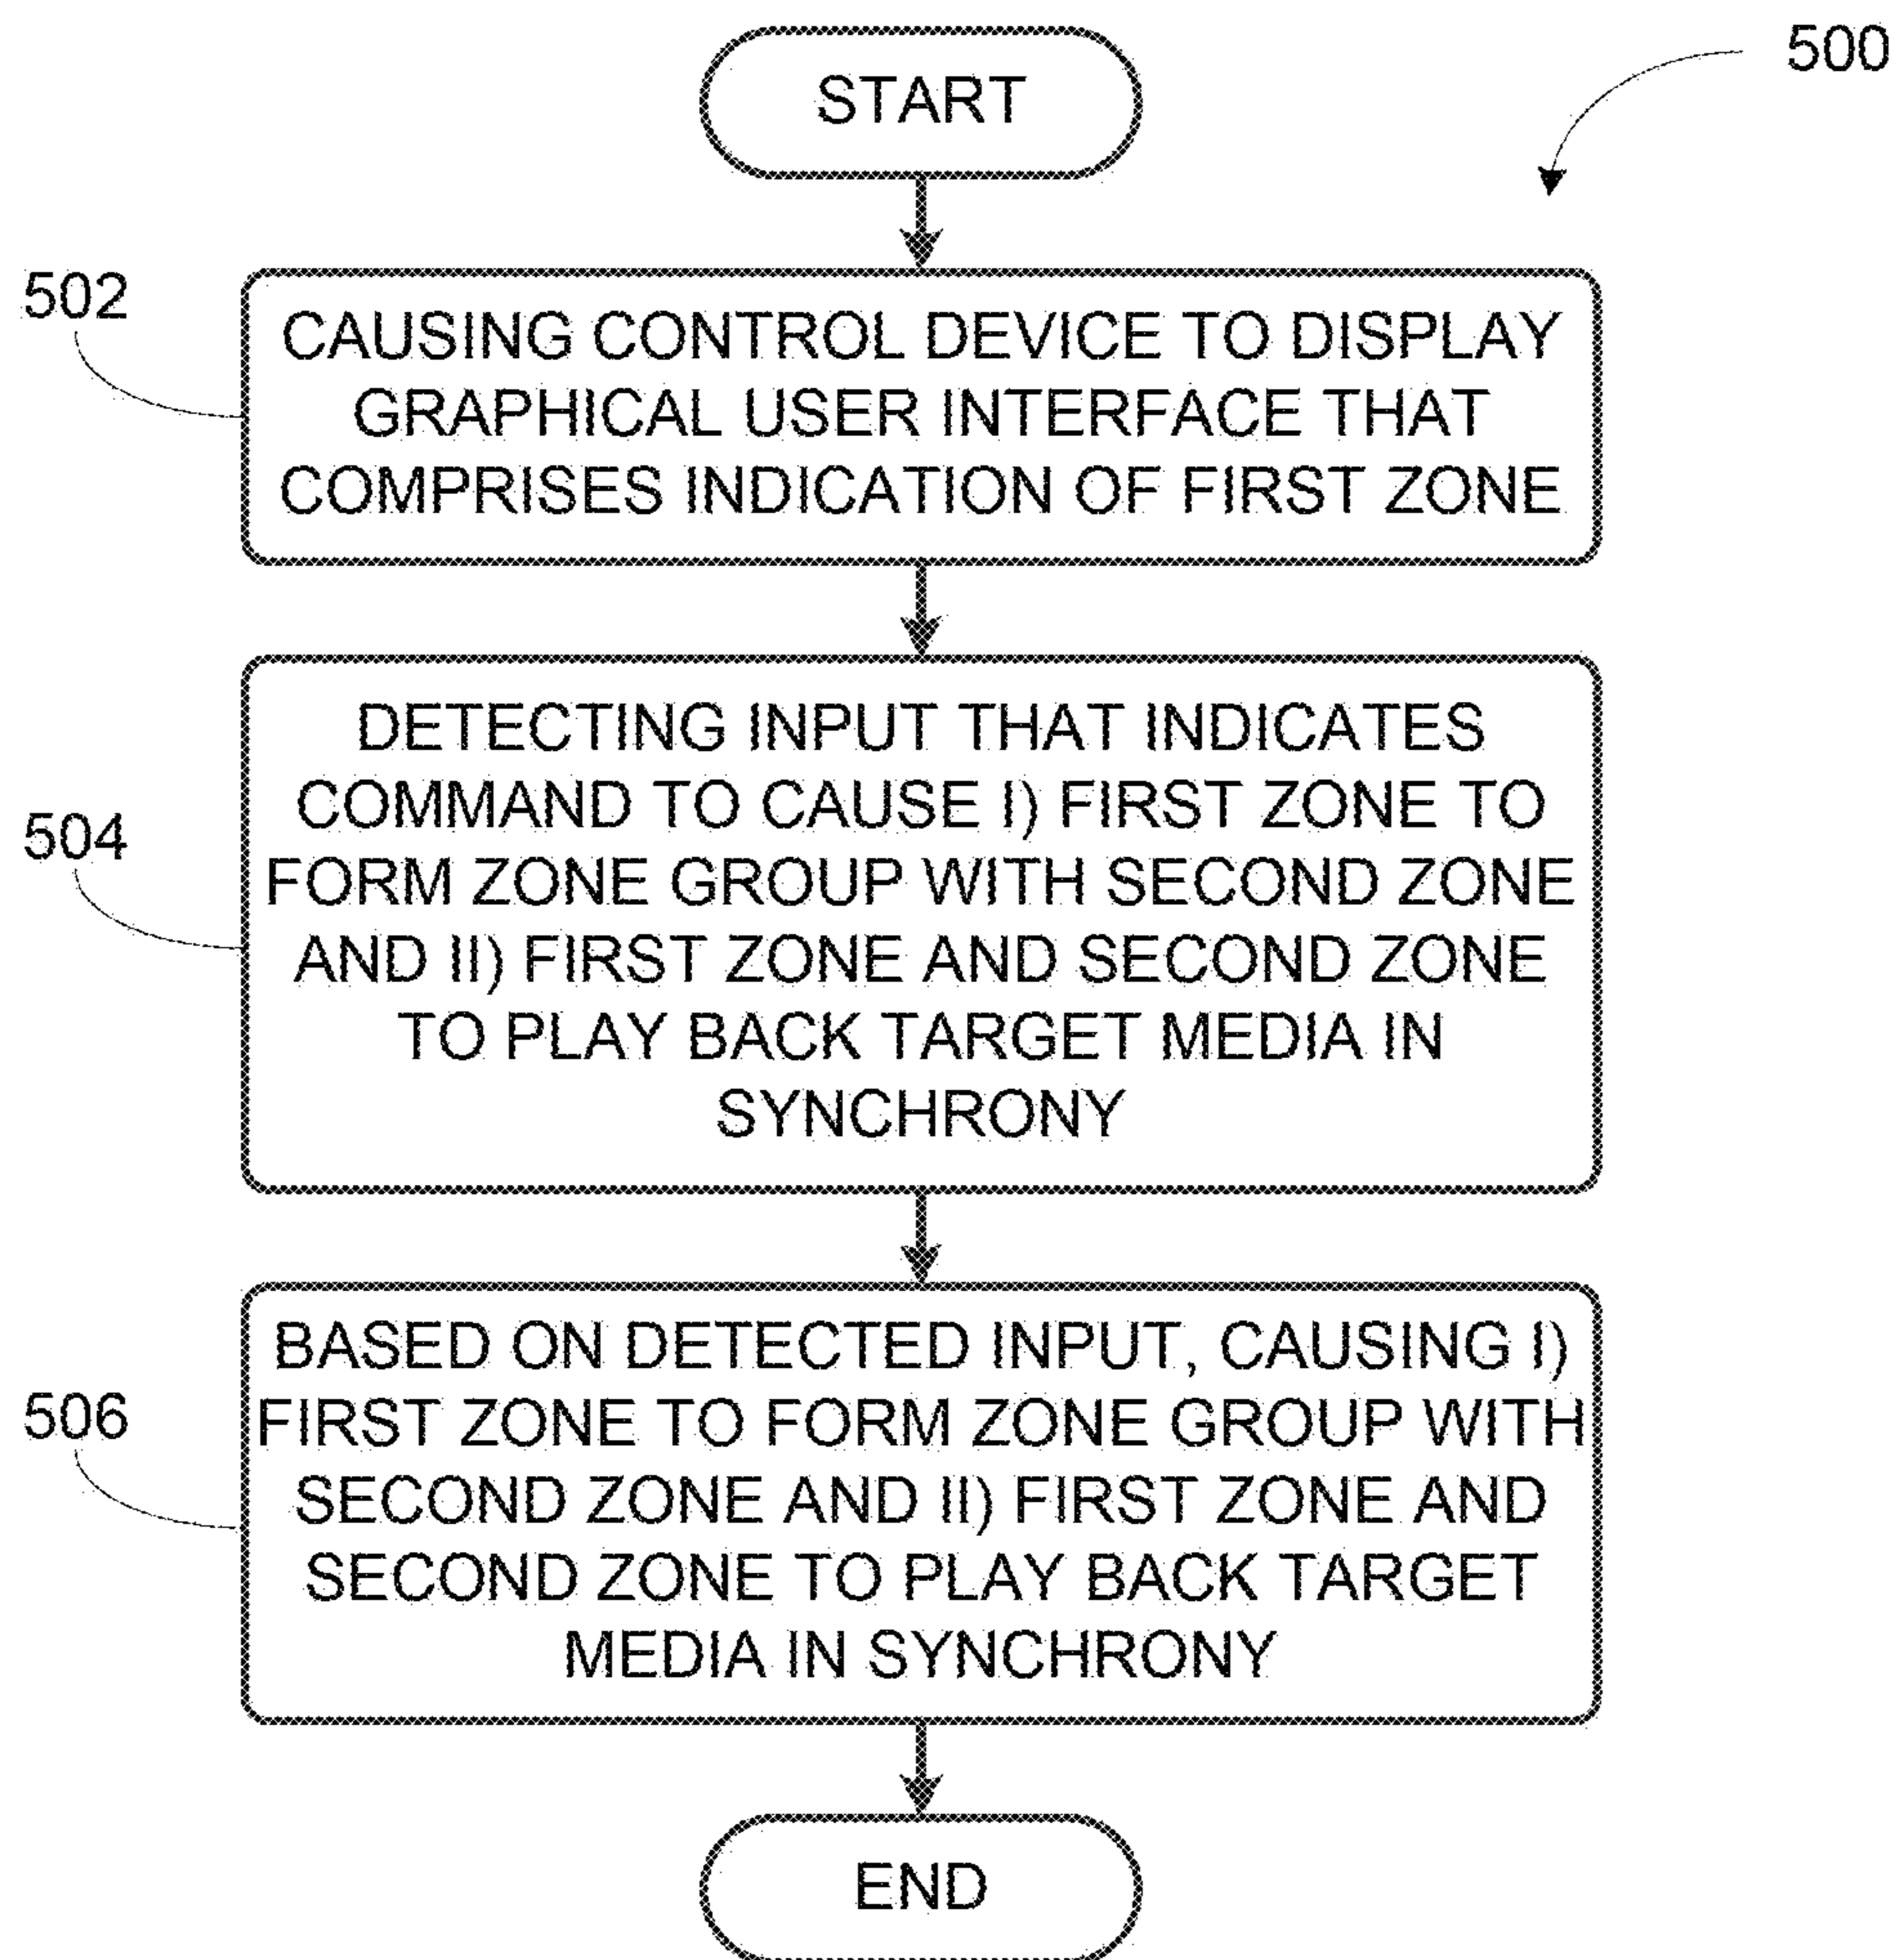 START
500
502
CAUSING CONTROL DEVICE TO DISPLAY
GRAPHICAL USER INTERFACE THAT
COMPRISES INDICATION OF FIRST ZONE
504
DETECTING INPUT THAT INDICATES
COMMAND TO CAUSE I) FIRST ZONE TO
FORM ZONE GROUP WITH SECOND ZONE
AND II) FIRST ZONE AND SECOND ZONE
TO PLAY BACK TARGET MEDIA IN
SYNCHRONY
506
BASED ON DETECTED INPUT, CAUSING I)
FIRST ZONE TO FORM ZONE GROUP WITH
SECOND ZONE AND II) FIRST ZONE AND
SECOND ZONE TO PLAY BACK TARGET
MEDIA IN SYNCHRONY
END